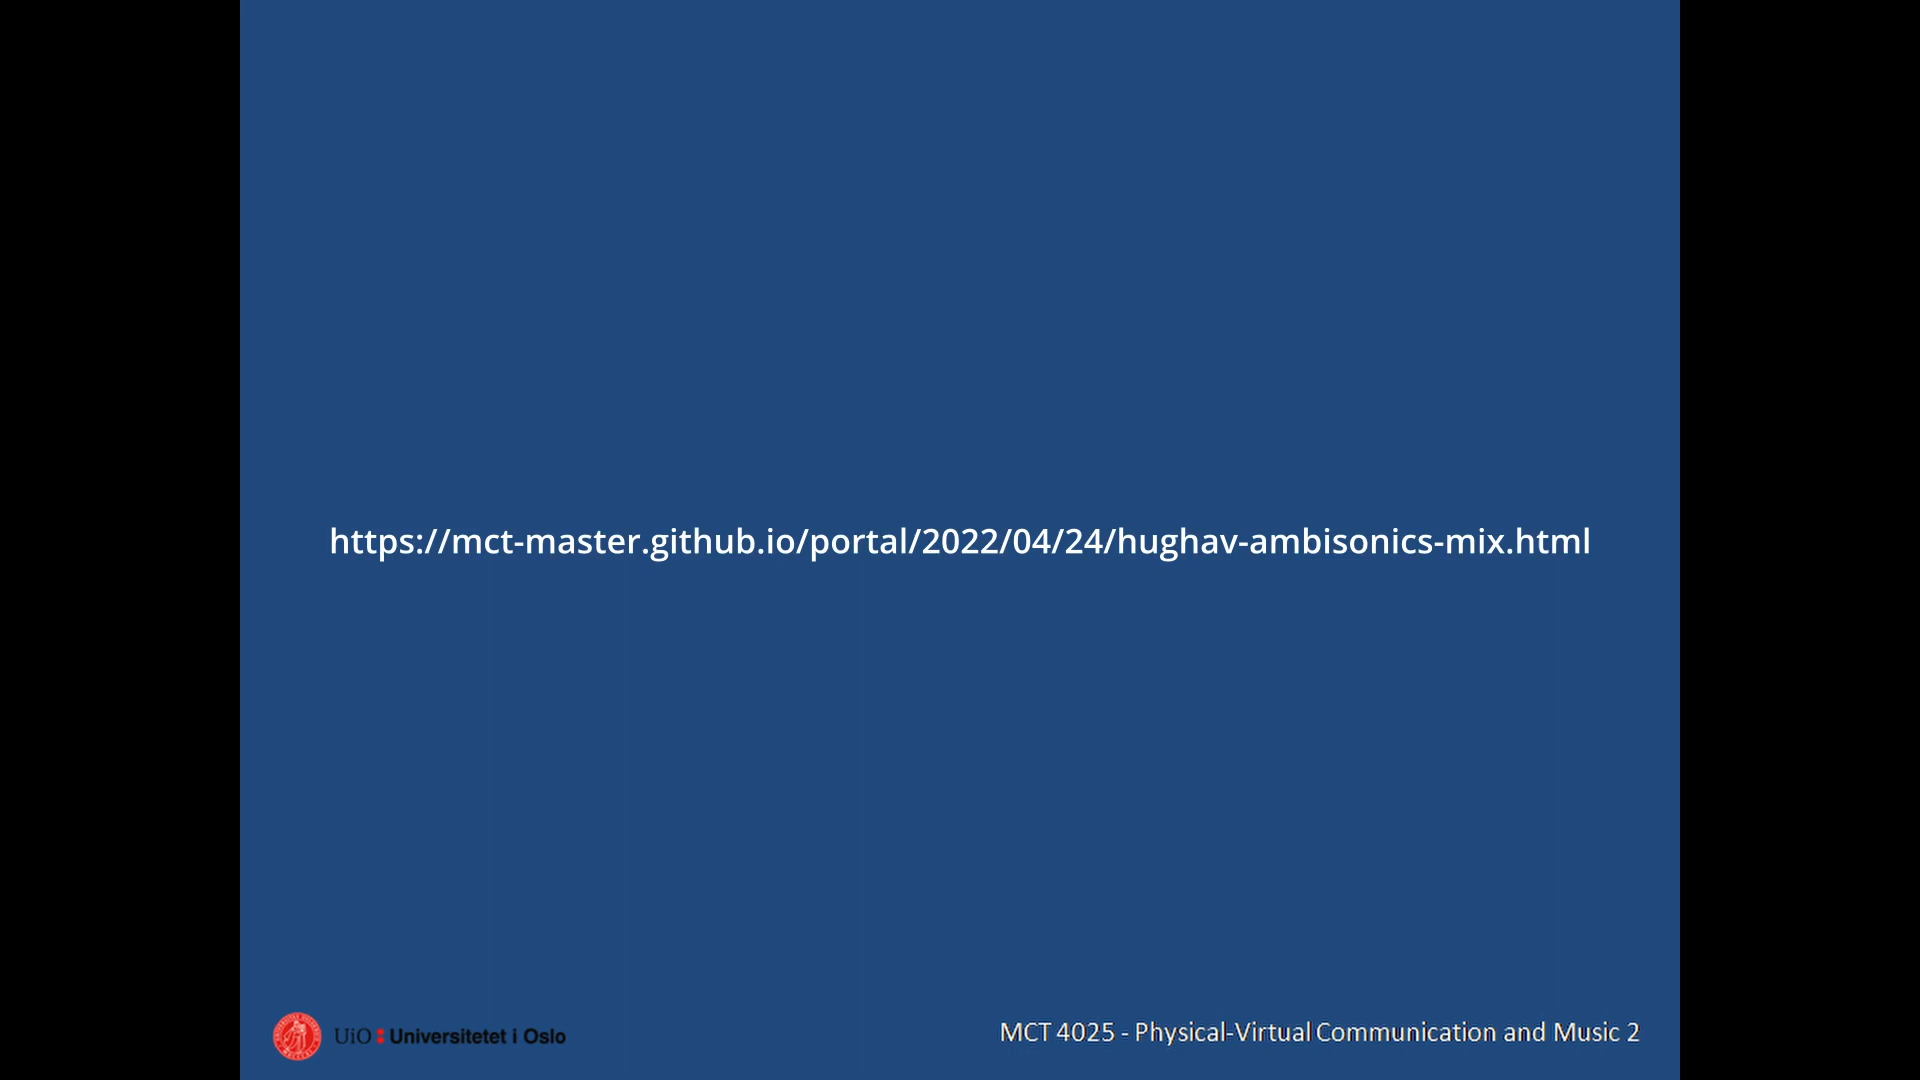 https://mct-master.github.io/portal/2022/04/24/hughav-ambisonics-mix.html
UiO : Universitetet i Oslo
MCT 4025 - Physical-Virtual Communication and Music 2